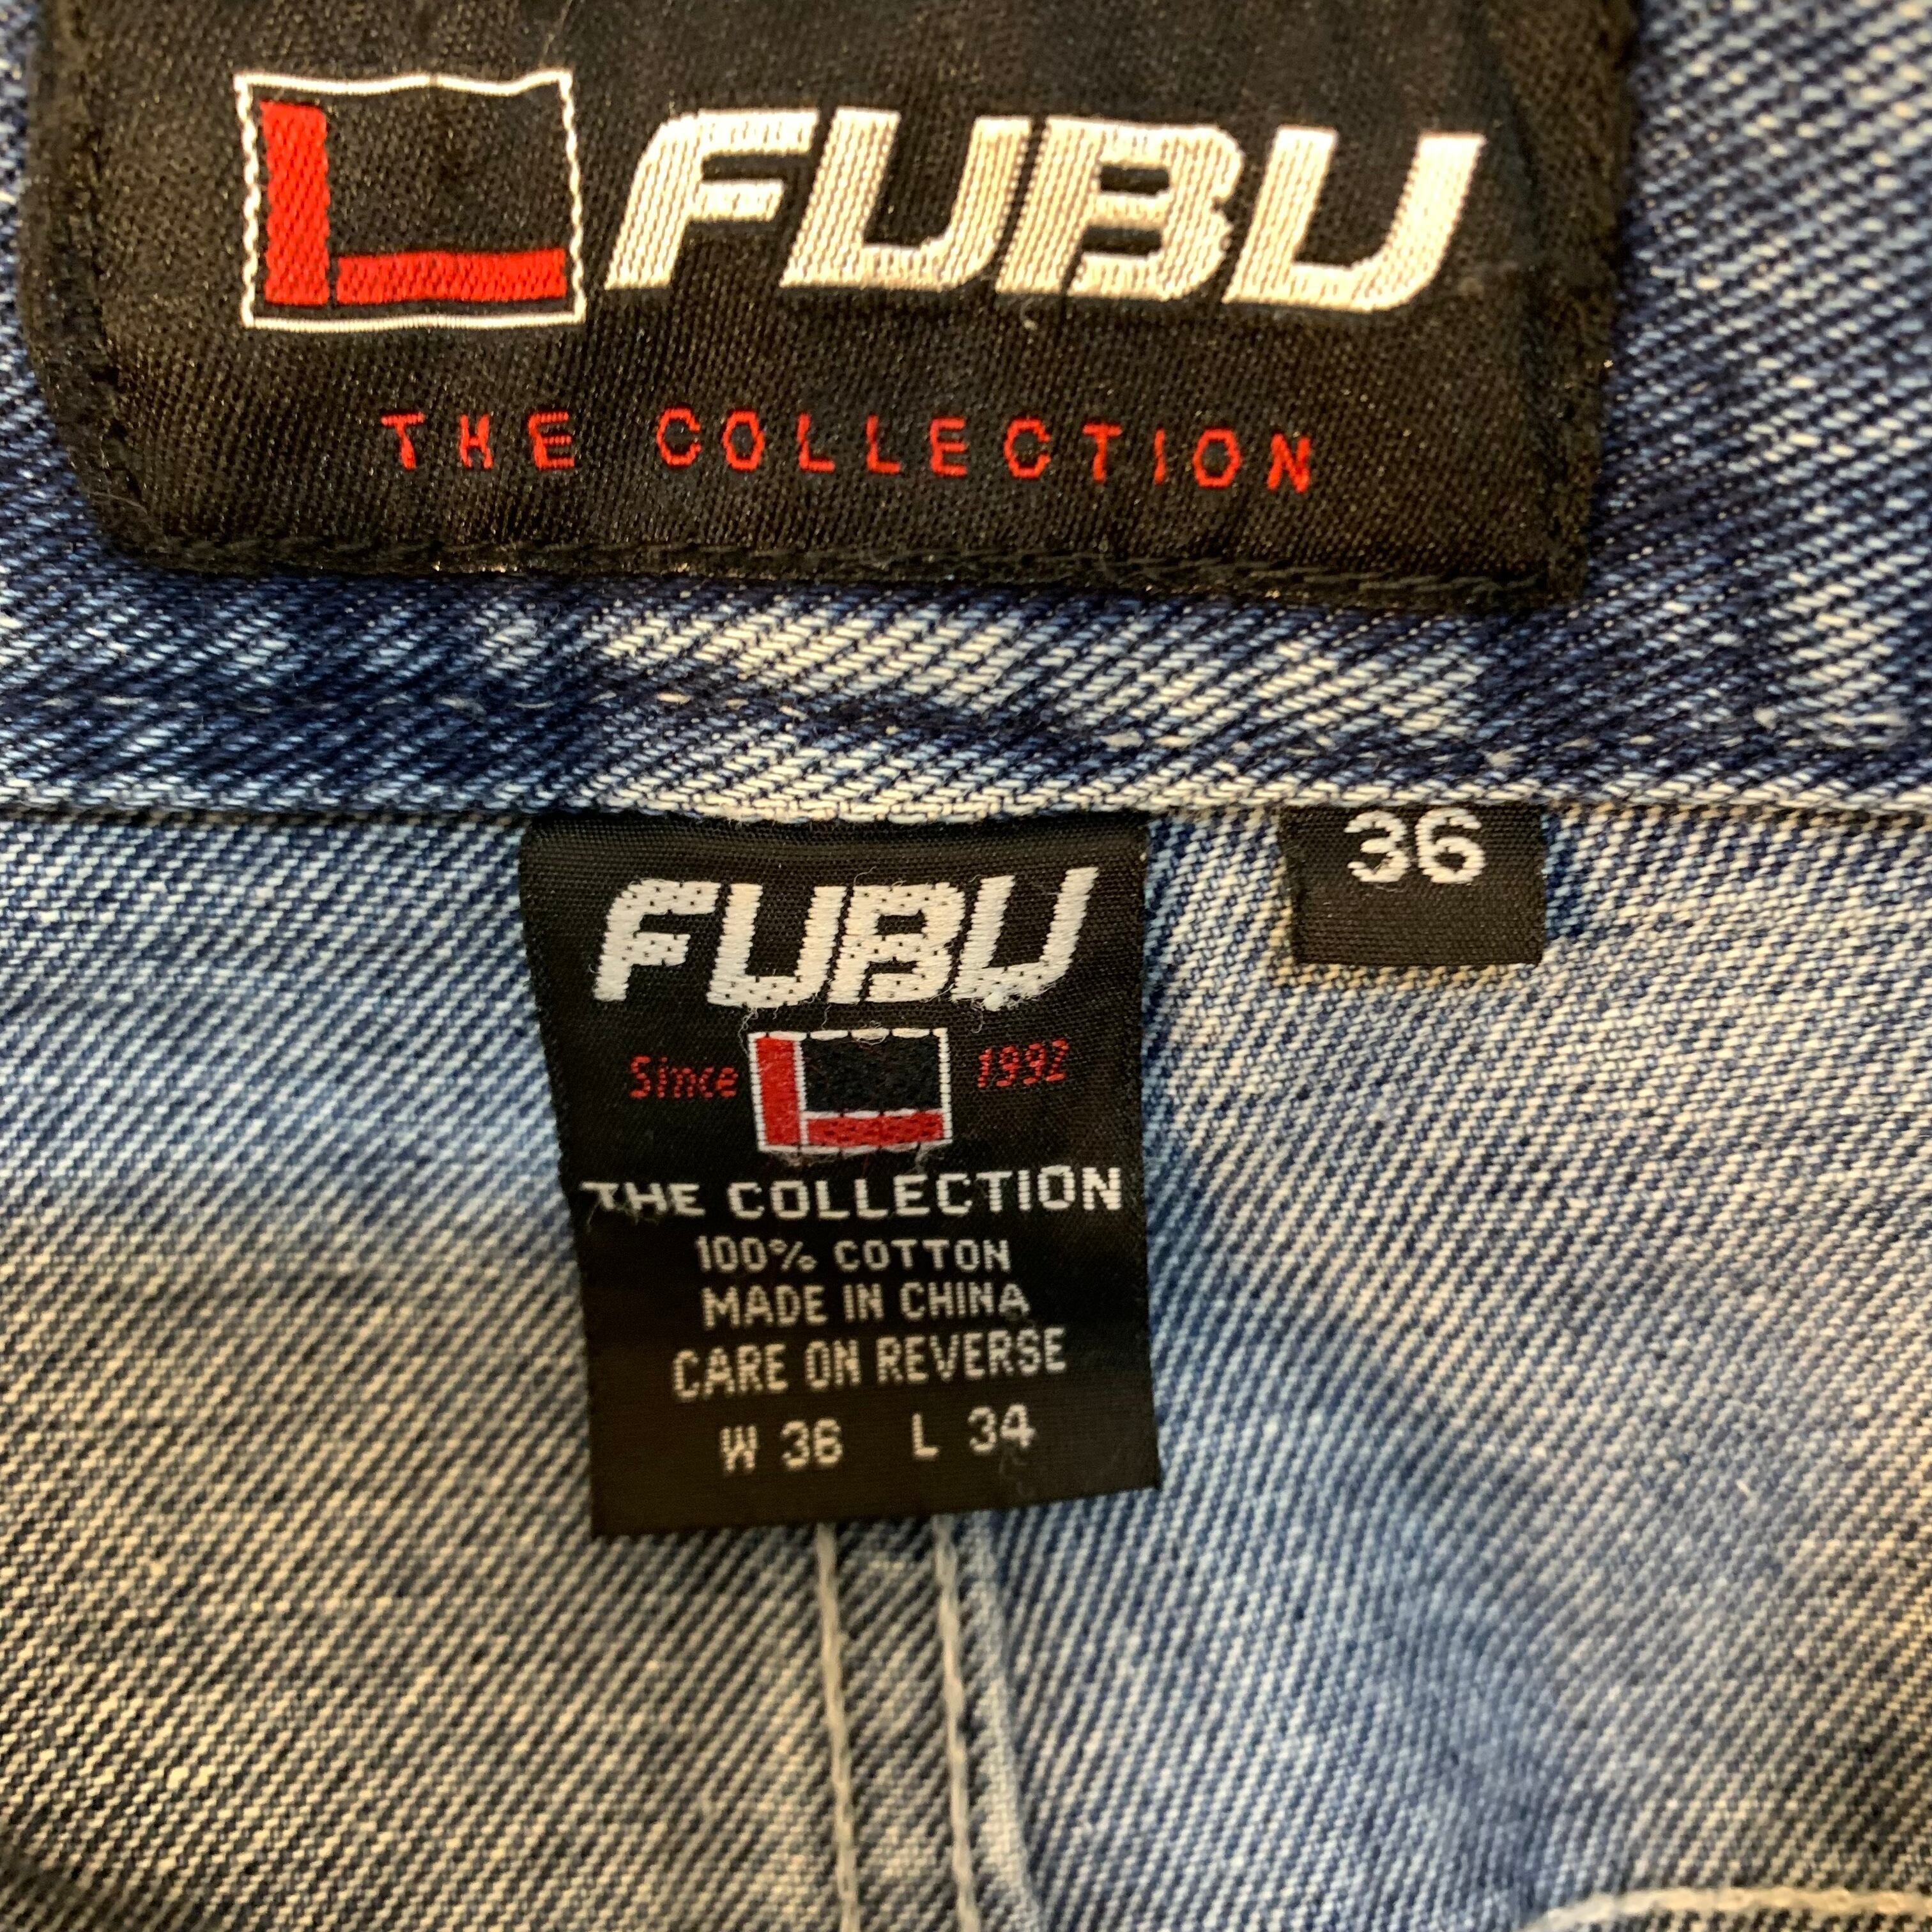 FUBU
THE COLLECTION
36
FUBU
Since 1992
THE COLLECTION
100% COTTON
MADE IN CHINA
CARE ON REVERSE
W 36 L 34